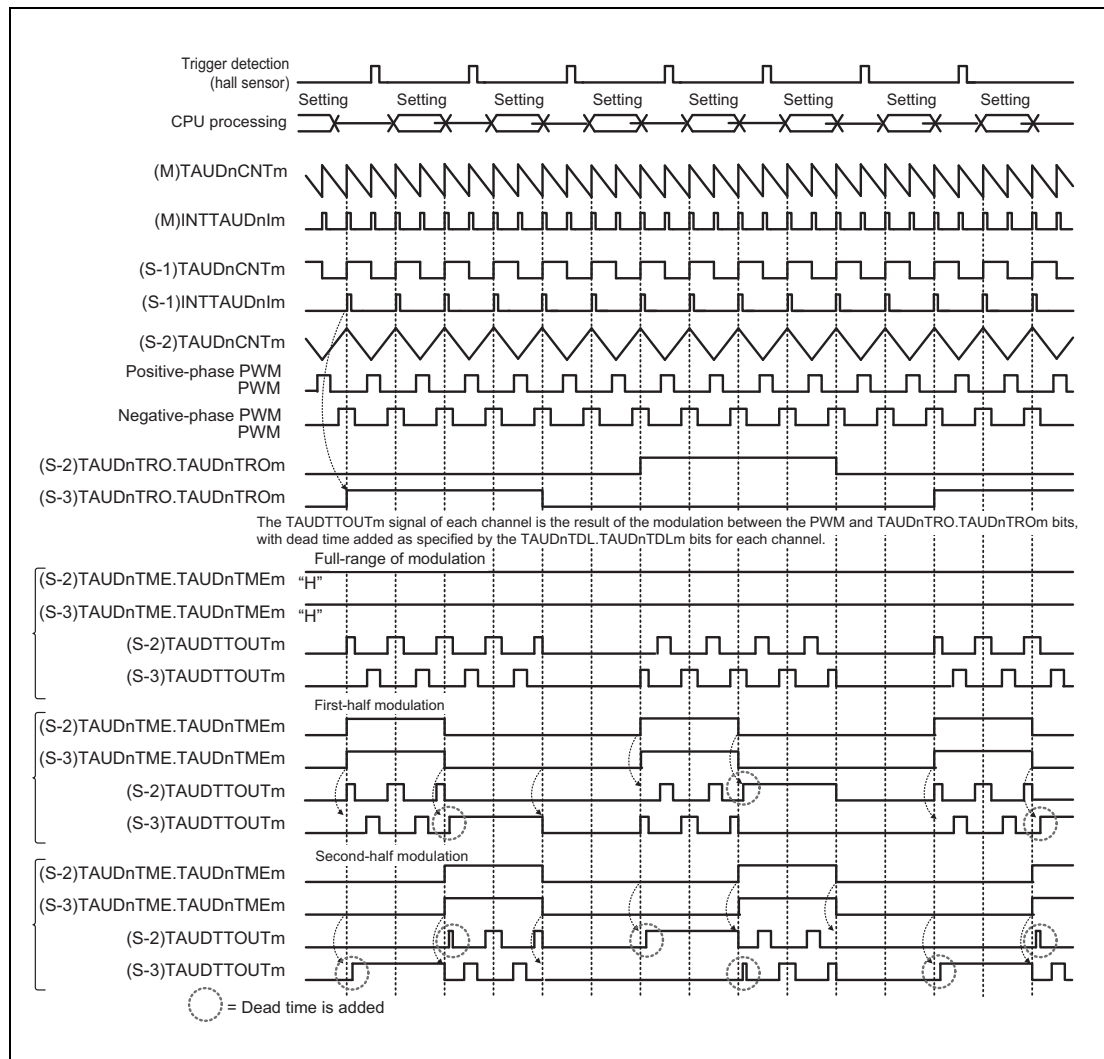 Trigger detection
(hall sensor)
Setting Setting Setting Setting Setting Setting Setting Setting
CPU processing
(M)TAUDnCNTm
(M)INTTAUDnIm
(S-1)TAUDnCNTm
(S-1)INTTAUDnIm
(S-2)TAUDnCNTm
Positive-phase PWM
PWM
Negative-phase PWM
PWM
(S-2)TAUDnTRO.TAUDnTROm
(S-3)TAUDnTRO.TAUDnTROm
The TAUDTTOUTm signal of each channel is the result of the modulation between the PWM and TAUDnTRO.TAUDnTROm bits,
with dead time added as specified by the TAUDnTDL.TAUDnTDLm bits for each channel.
Full-range of modulation
(S-2)TAUDnTME.TAUDnTMEm "H"
(S-3)TAUDnTME.TAUDnTMEm "H"
(S-2)TAUDTTOUTm
(S-3)TAUDTTOUTm
First-half modulation
(S-2)TAUDnTME.TAUDnTMEm
(S-3)TAUDnTME.TAUDnTMEm
(S-2)TAUDTTOUTm
(S-3)TAUDTTOUTm
Second-half modulation
(S-2)TAUDnTME.TAUDnTMEm
(S-3)TAUDnTME.TAUDnTMEm
(S-2)TAUDTTOUTm
(S-3)TAUDTTOUTm
= Dead time is added